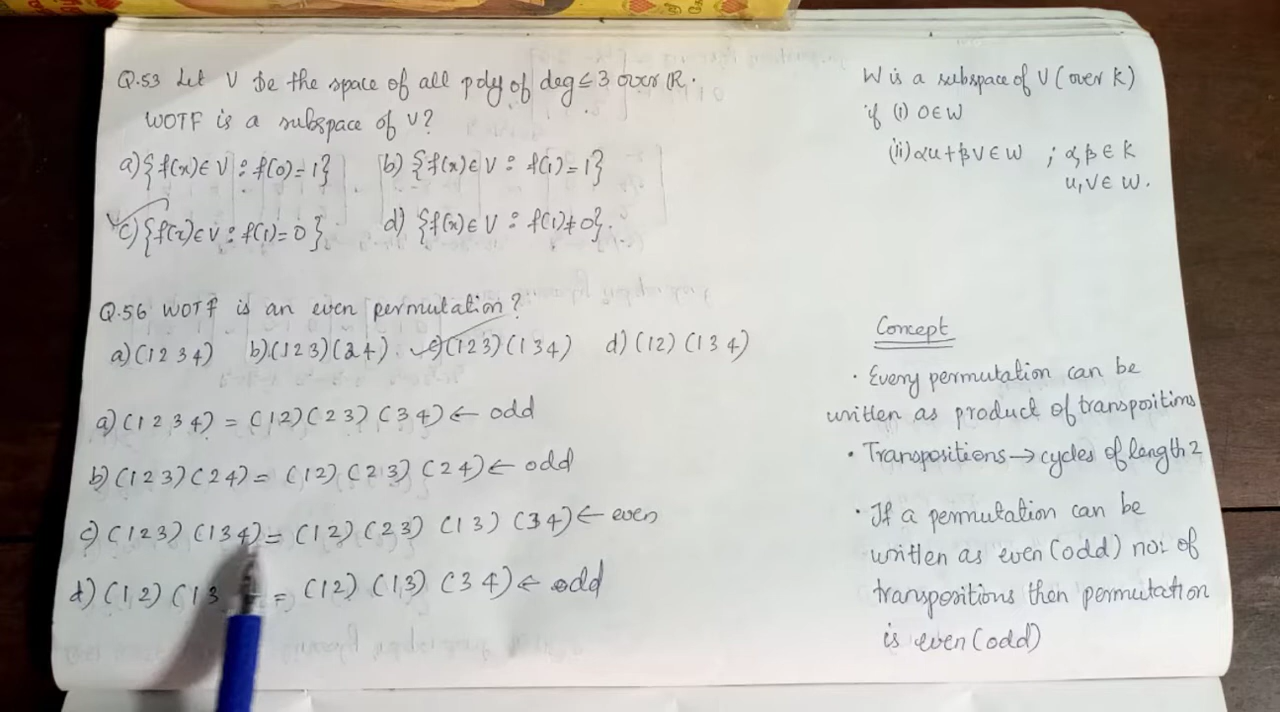 Q.53 Let V be the space of all poly of deg ≤ 3 over R.
WOTF is a subspace of V?
a) {f(x) ∈ V : f(0) = 1} b) {f(x) ∈ V : f(1) = 1}
c) {f(x) ∈ V : f(1) = 0} d) {f(x) ∈ V : f(1) ≠ 0}.
W is a subspace of V (over K)
if (i) 0 ∈ W
(ii) αu + βv ∈ W ; α, β ∈ K
u, v ∈ W.
Q.56 WOTF is an even permutation?
a) (1 2 3 4) b) (1 2 3) (2 4). c) (1 2 3) (1 3 4) d) (1 2) (1 3 4)
a) (1 2 3 4) = (1 2) (2 3) (3 4) ← odd
b) (1 2 3) (2 4) = (1 2) (2 3) (2 4) ← odd
c) (1 2 3) (1 3 4) = (1 2) (2 3) (1 3) (3 4) ← even
d) (1 2) (1 3 = (1 2) (1 3) (3 4) ← odd
Concept
· Every permutation can be
written as product of transpositions
· Transpositions → cycles of length 2
· If a permutation can be
written as even (odd) no: of
transpositions then permutation
is even (odd)